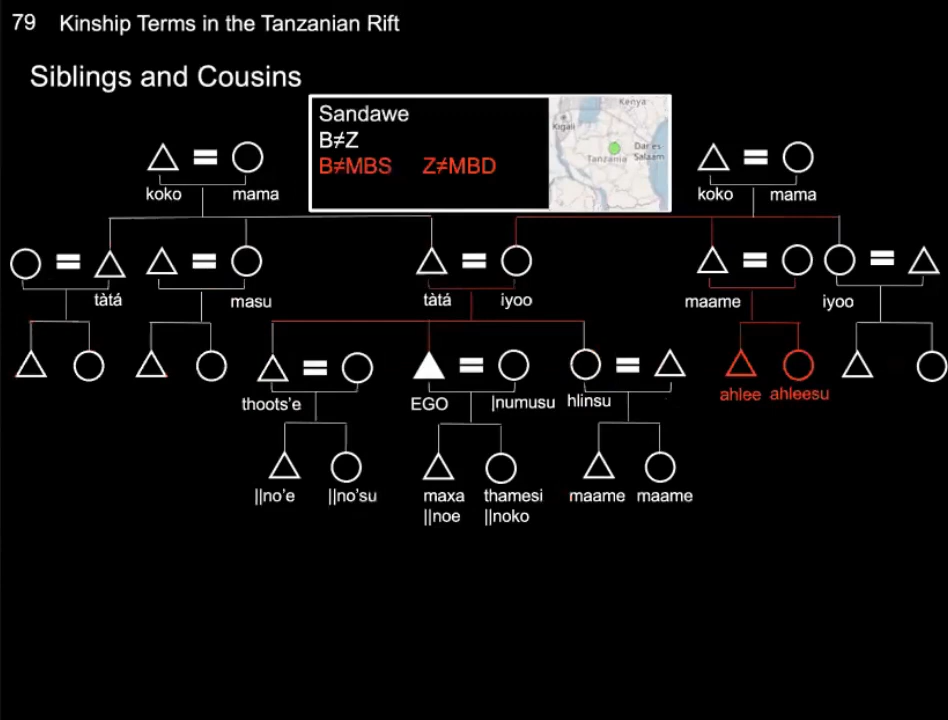 79 Kinship Terms in the Tanzanian Rift
Siblings and Cousins
Sandawe
B≠Z
B≠MBS Z≠MBD
Kenya
Kigali
Dar es
Salaam
Tanzania
koko mama
koko mama
tàtá masu tàtá iyoo maame iyoo
thoots'e EGO |numusu hlinsu ahlee ahleesu
||no'e ||no'su maxa thamesi maame maame
||noe ||noko